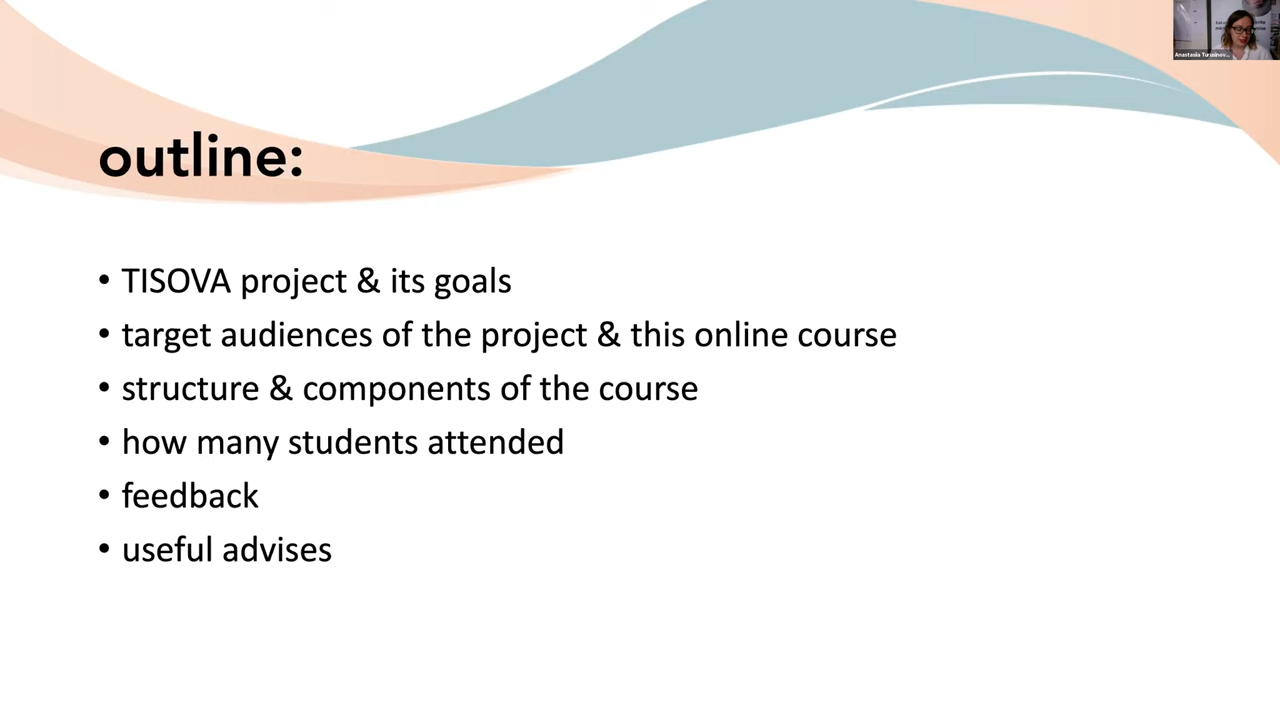 outline:
• TISOVA project & its goals
• target audiences of the project & this online course
• structure & components of the course
• how many students attended
• feedback
• useful advises